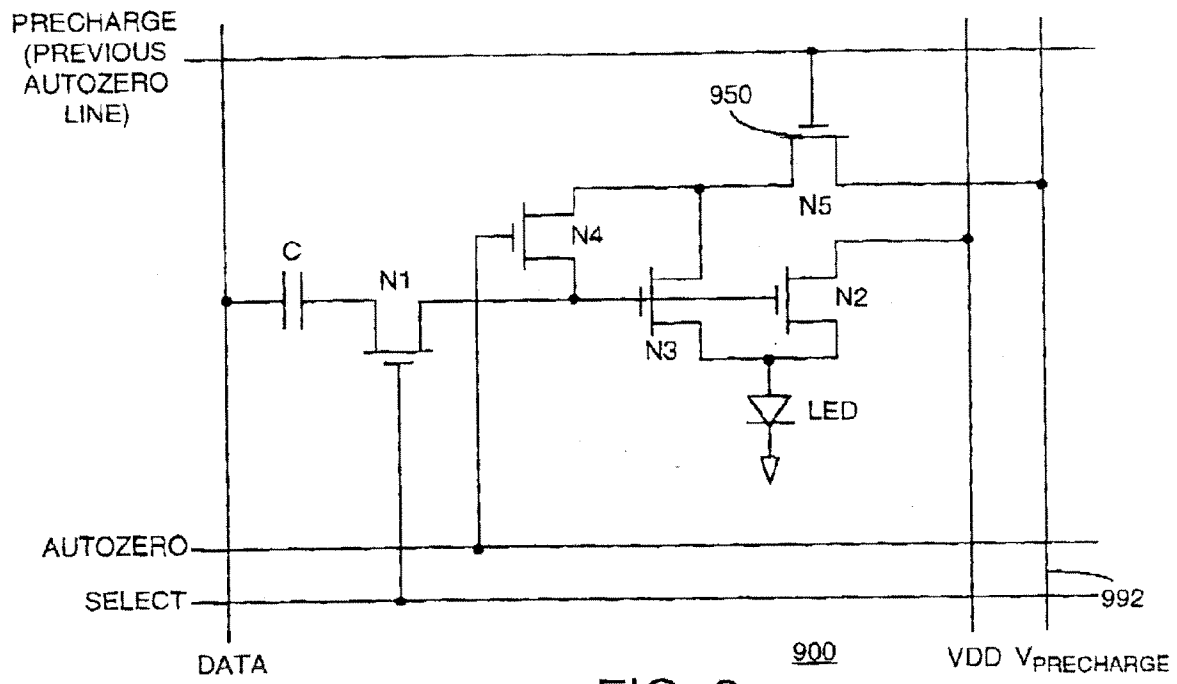 PRECHARGE
(PREVIOUS
AUTOZERO
LINE)
950
N5
N4
C
N1
N2
N3
LED
AUTOZERO
SELECT
992
DATA
900
VDD
VPRECHARGE